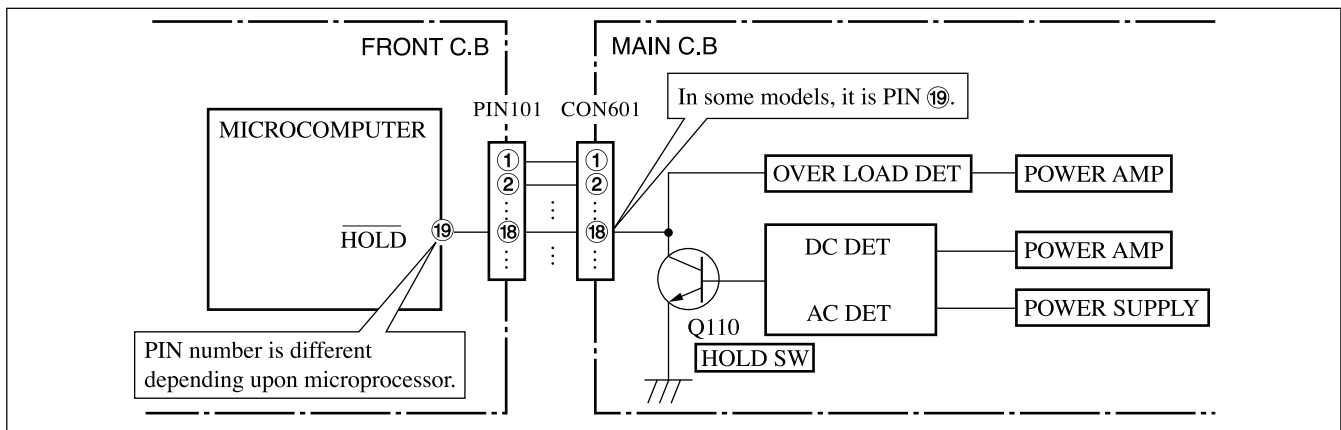 FRONT C.B
MAIN C.B
PIN101
CON601
In some models, it is PIN ⑲.
MICROCOMPUTER
①
①
②
②
OVER LOAD DET
POWER AMP
HOLD
⑲
⑱
⑱
DC DET
POWER AMP
AC DET
POWER SUPPLY
Q110
HOLD SW
PIN number is different
depending upon microprocessor.